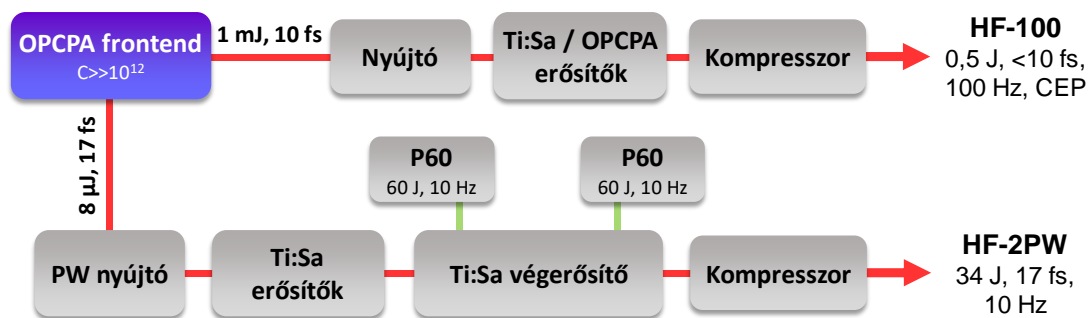 OPCPA frontend
C>>10¹²
1 mJ, 10 fs
Nyújtó
Ti:Sa / OPCPA
erősítők
Kompresszor
HF-100
0,5 J, <10 fs,
100 Hz, CEP
8 µJ, 17 fs
P60
60 J, 10 Hz
P60
60 J, 10 Hz
PW nyújtó
Ti:Sa
erősítők
Ti:Sa végerősítő
Kompresszor
HF-2PW
34 J, 17 fs,
10 Hz